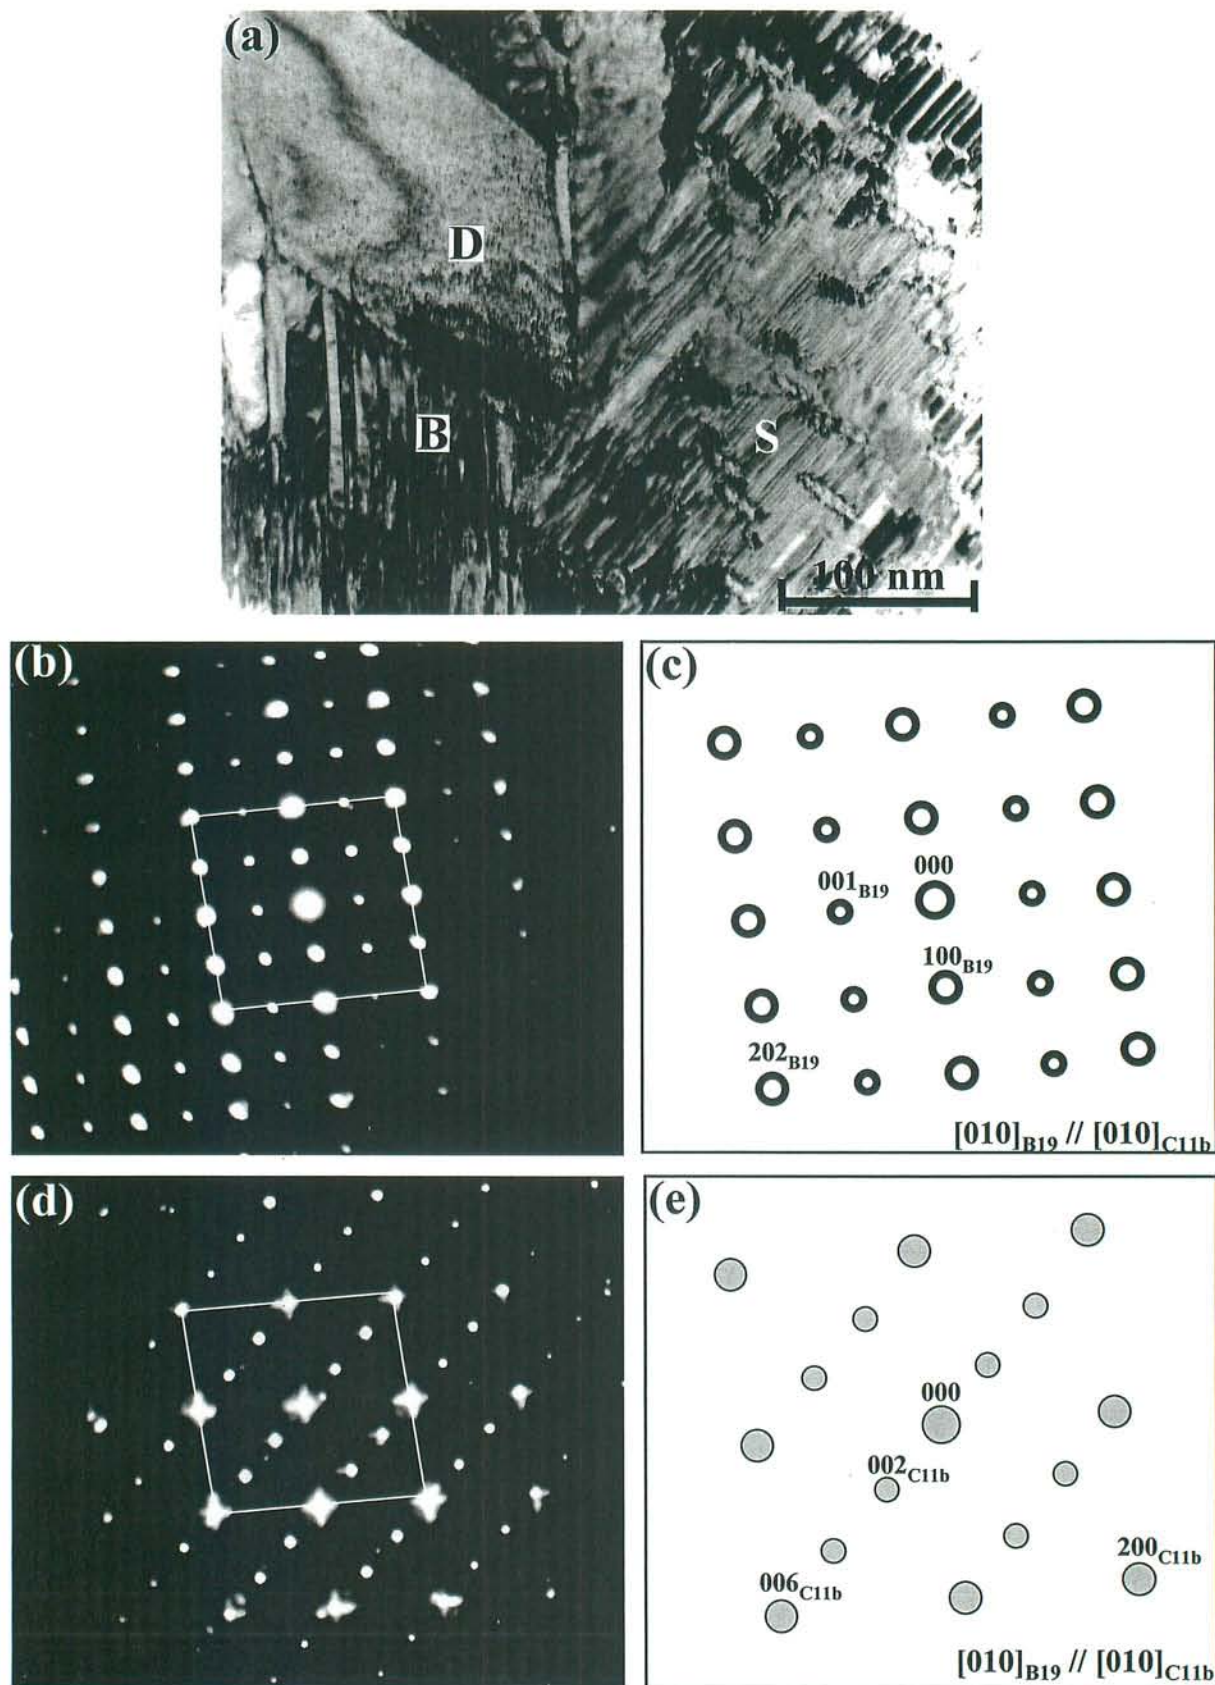 (a)
D
B
S
100 nm
(b)
(c)
000
001B19
100B19
202B19
[010]B19 // [010]C11b
(d)
(e)
000
002C11b
200C11b
006C11b
[010]B19 // [010]C11b